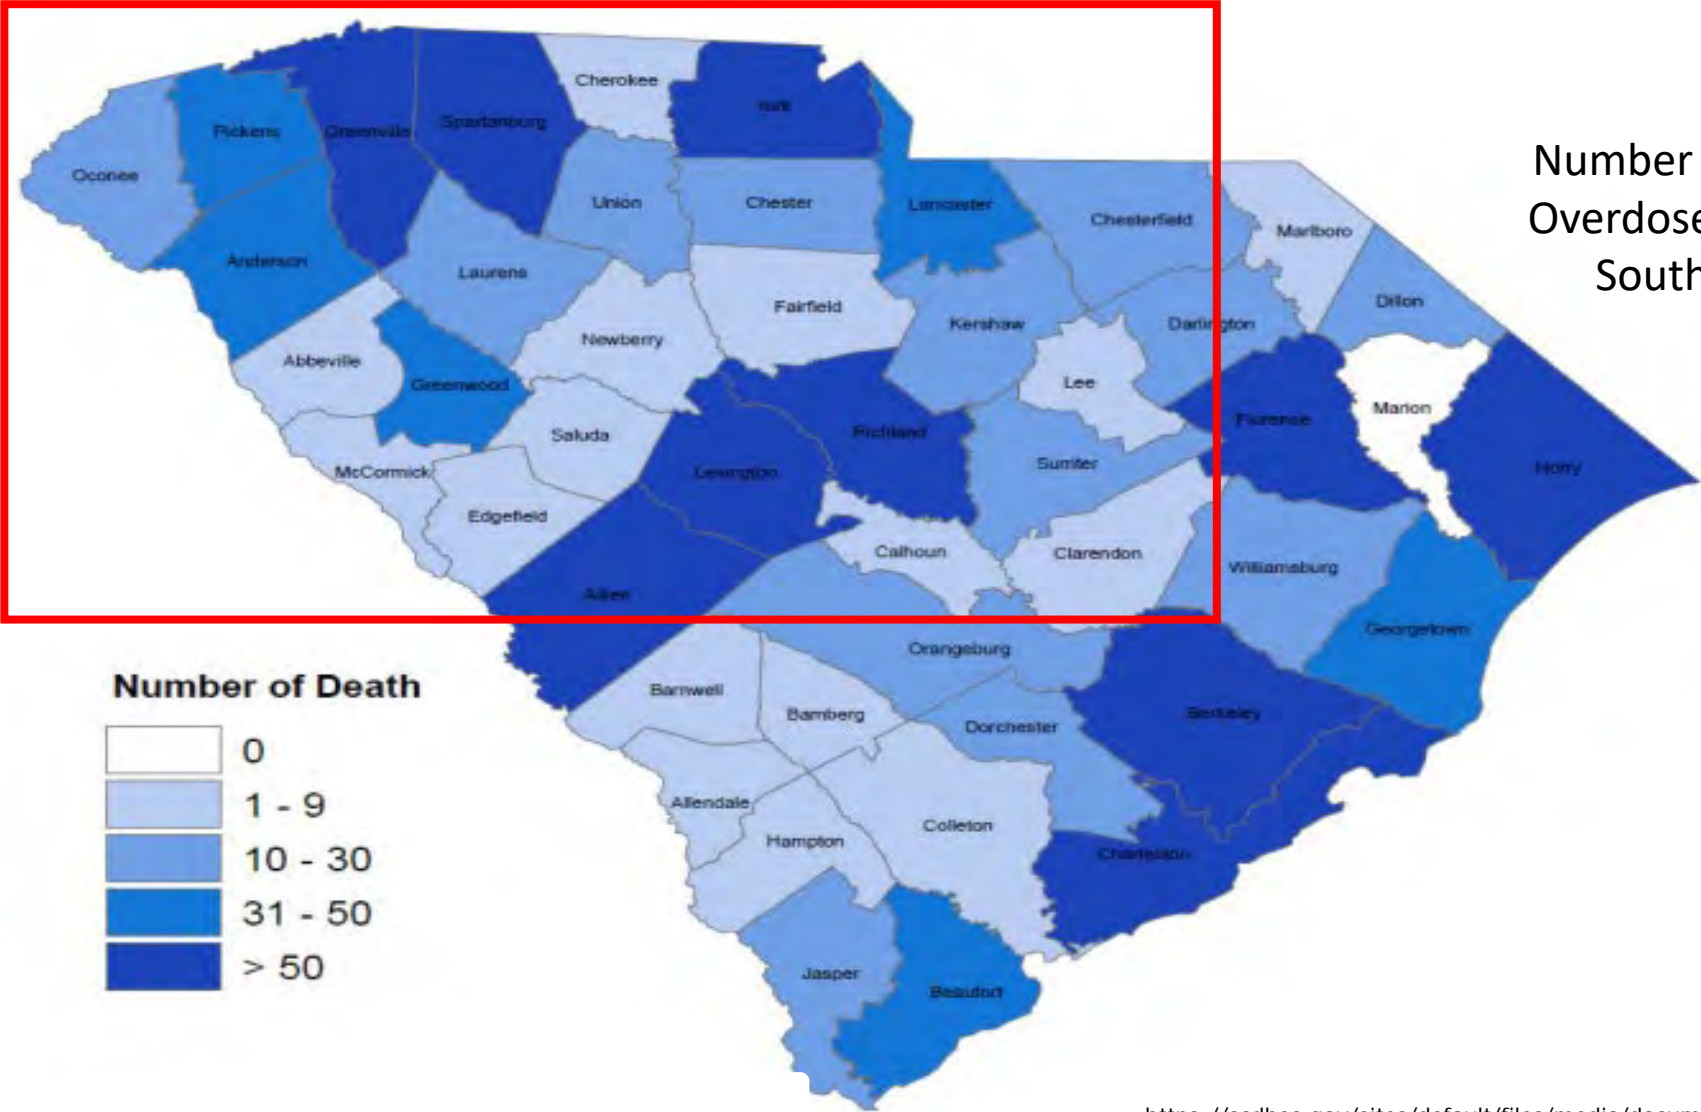 Cherokee
York
Pickens
Greenville
Spartanburg
Oconee
Union
Chester
Lancaster
Chesterfield
Marlboro
Number
Overdose
South
Anderson
Laurens
Fairfield
Kershaw
Darlington
Dillon
Newberry
Abbeville
Greenwood
Lee
Marion
Saluda
Richland
Florence
McCormick
Lexington
Sumter
Horry
Edgefield
Calhoun
Clarendon
Williamsburg
Aiken
Georgetown
Orangeburg
Barnwell
Bamberg
Dorchester
Berkeley
Allendale
Hampton
Colleton
Charleston
Jasper
Beaufort
Number of Death
0
1 - 9
10 - 30
31 - 50
> 50